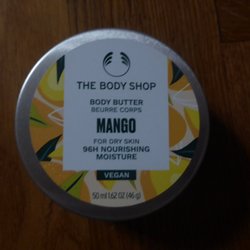 THE BODY SHOP
BODY BUTTER
BEURRE CORPS
MANGO
FOR DRY SKIN
96H NOURISHING
MOISTURE
VEGAN
50 ml 1.62 OZ (46 g)